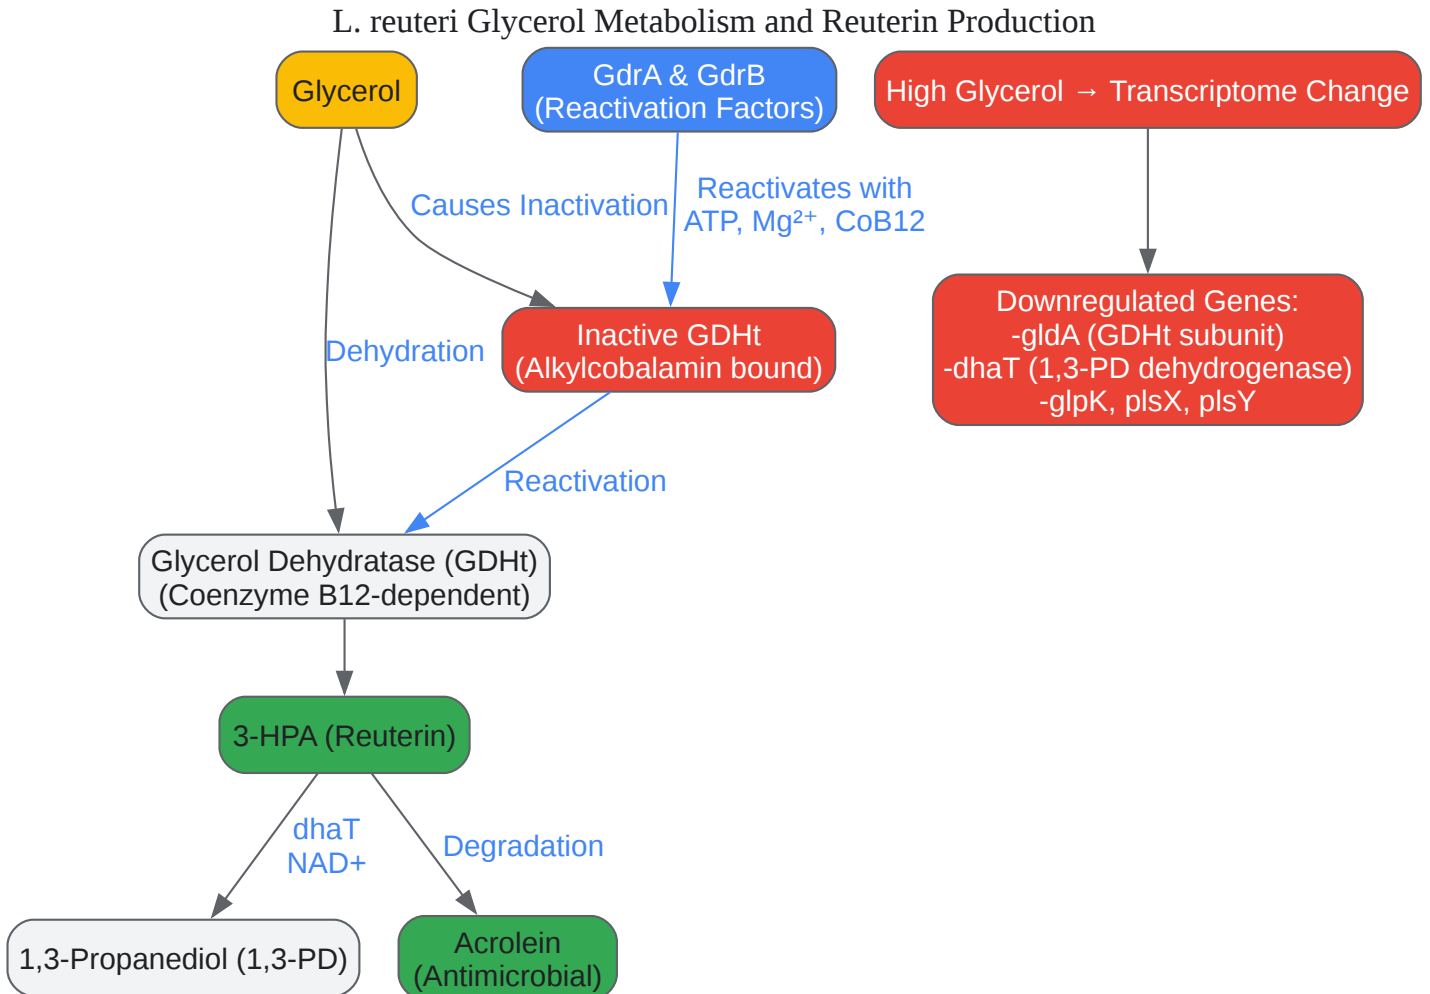 L. reuteri Glycerol Metabolism and Reuterin Production
Glycerol
GdrA & GdrB
(Reactivation Factors)
High Glycerol → Transcriptome Change
Causes Inactivation
Reactivates with
ATP, Mg²⁺, CoB12
Dehydration
Inactive GDHt
(Alkylcobalamin bound)
Downregulated Genes:
-gldA (GDHt subunit)
-dhaT (1,3-PD dehydrogenase)
-glpK, plsX, plsY
Reactivation
Glycerol Dehydratase (GDHt)
(Coenzyme B12-dependent)
3-HPA (Reuterin)
dhaT
NAD+
Degradation
1,3-Propanediol (1,3-PD)
Acrolein
(Antimicrobial)